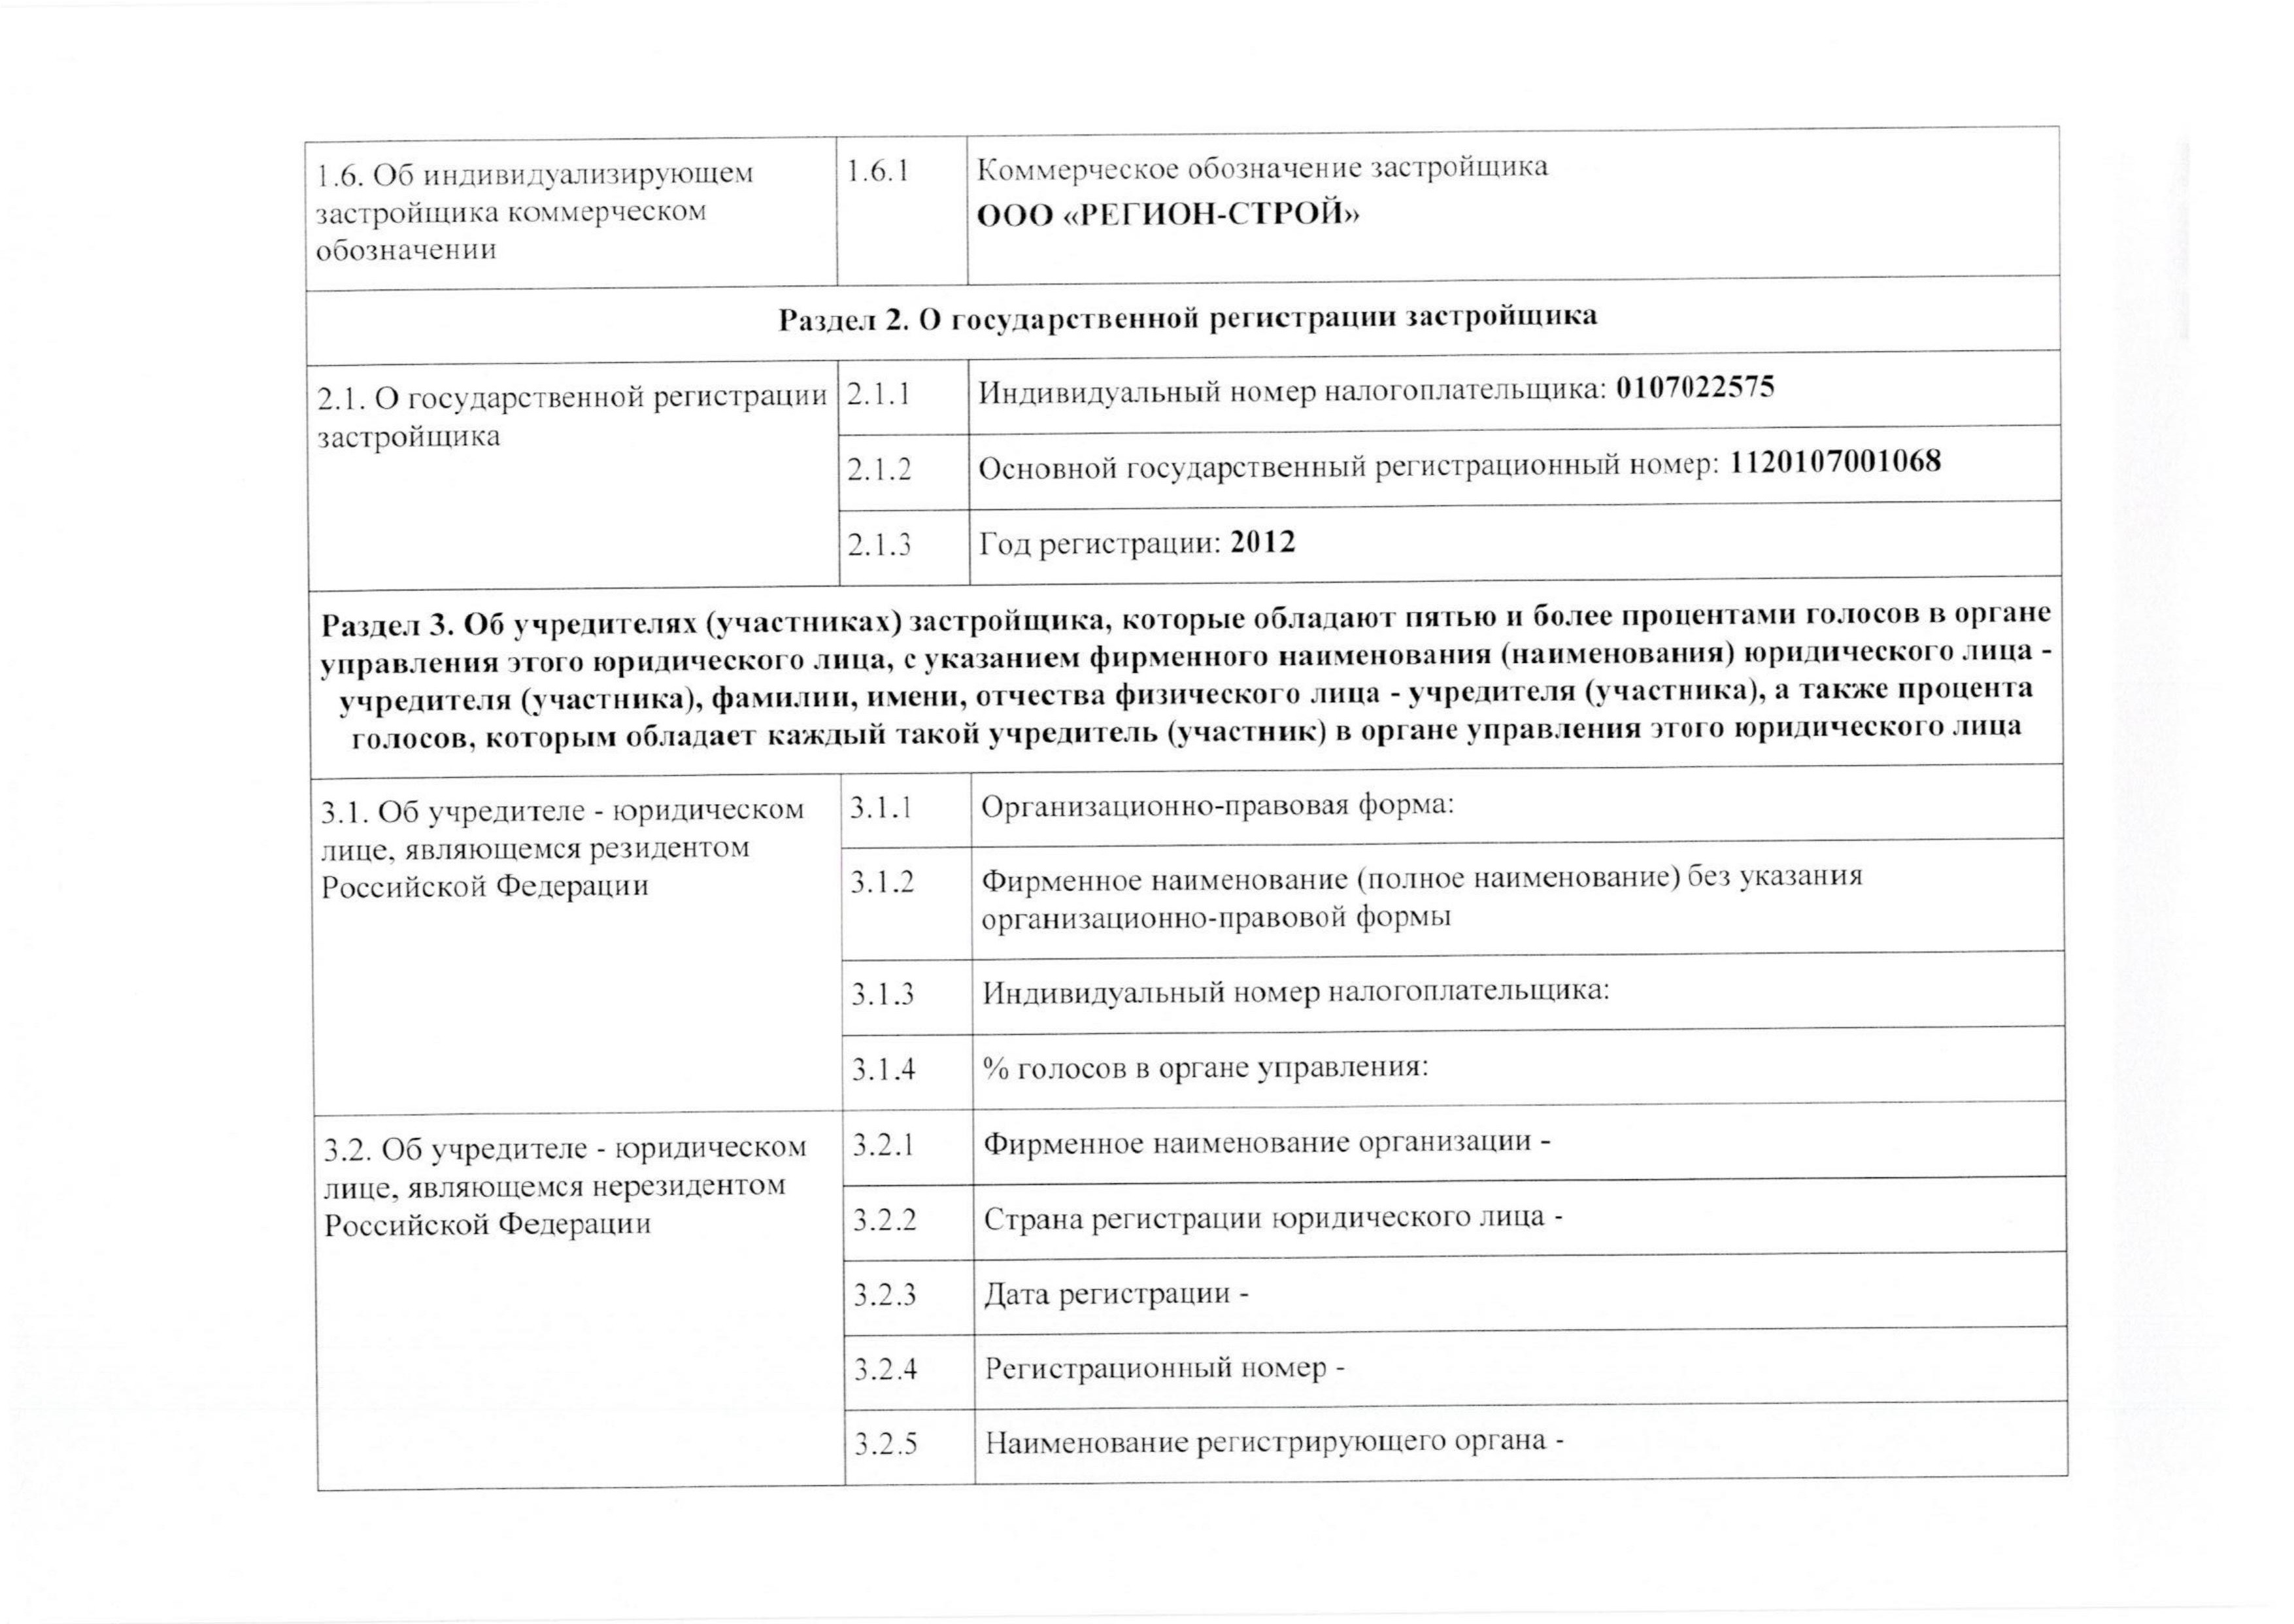 1.6. Об индивидуализирующем
застройщика коммерческом
обозначении
1.6.1
Коммерческое обозначение застройщика
ООО «РЕГИОН-СТРОЙ»
Раздел 2. О государственной регистрации застройщика
2.1. О государственной регистрации
застройщика
2.1.1
Индивидуальный номер налогоплательщика: 0107022575
2.1.2
Основной государственный регистрационный номер: 1120107001068
2.1.3
Год регистрации: 2012
Раздел 3. Об учредителях (участниках) застройщика, которые обладают пятью и более процентами голосов в органе
управления этого юридического лица, с указанием фирменного наименования (наименования) юридического лица -
учредителя (участника), фамилии, имени, отчества физического лица - учредителя (участника), а также процента
голосов, которым обладает каждый такой учредитель (участник) в органе управления этого юридического лица
3.1. Об учредителе - юридическом
лице, являющемся резидентом
Российской Федерации
3.1.1
Организационно-правовая форма:
3.1.2
Фирменное наименование (полное наименование) без указания
организационно-правовой формы
3.1.3
Индивидуальный номер налогоплательщика:
3.1.4
% голосов в органе управления:
3.2. Об учредителе - юридическом
лице, являющемся нерезидентом
Российской Федерации
3.2.1
Фирменное наименование организации -
3.2.2
Страна регистрации юридического лица -
3.2.3
Дата регистрации -
3.2.4
Регистрационный номер -
3.2.5
Наименование регистрирующего органа -